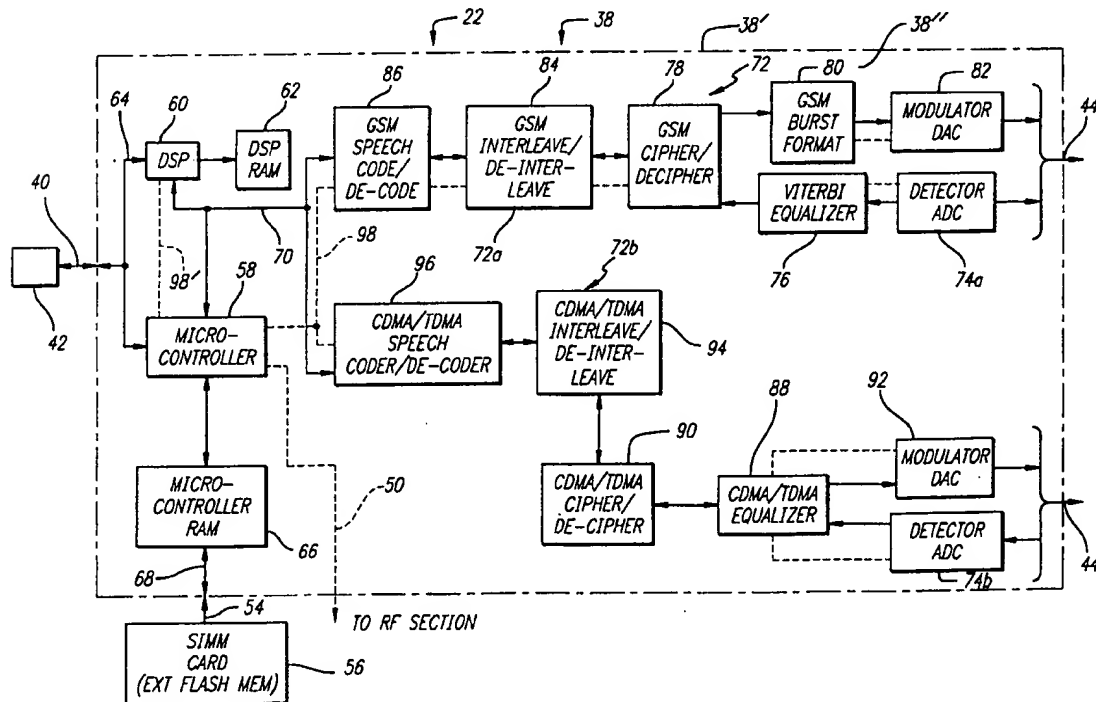 22
38
38'
38"
86
84
78
72
80
82
64
60
62
DSP
DSP
RAM
GSM
SPEECH
CODE/
DE-CODE
GSM
INTERLEAVE/
DE-INTER-
LEAVE
GSM
CIPHER/
DECIPHER
GSM
BURST
FORMAT
MODULATOR
DAC
44
VITERBI
EQUALIZER
DETECTOR
ADC
40
42
70
98'
98
72a
76
74a
58
96
72b
MICRO-
CONTROLLER
CDMA/TDMA
SPEECH
CODER/DE-CODER
CDMA/TDMA
INTERLEAVE/
DE-INTER-
LEAVE
94
90
88
92
MICRO-
CONTROLLER
RAM
66
50
CDMA/TDMA
CIPHER/
DE-CIPHER
CDMA/TDMA
EQUALIZER
MODULATOR
DAC
DETECTOR
ADC
44
74b
68
54
TO RF SECTION
SIMM
CARD
(EXT FLASH MEM)
56